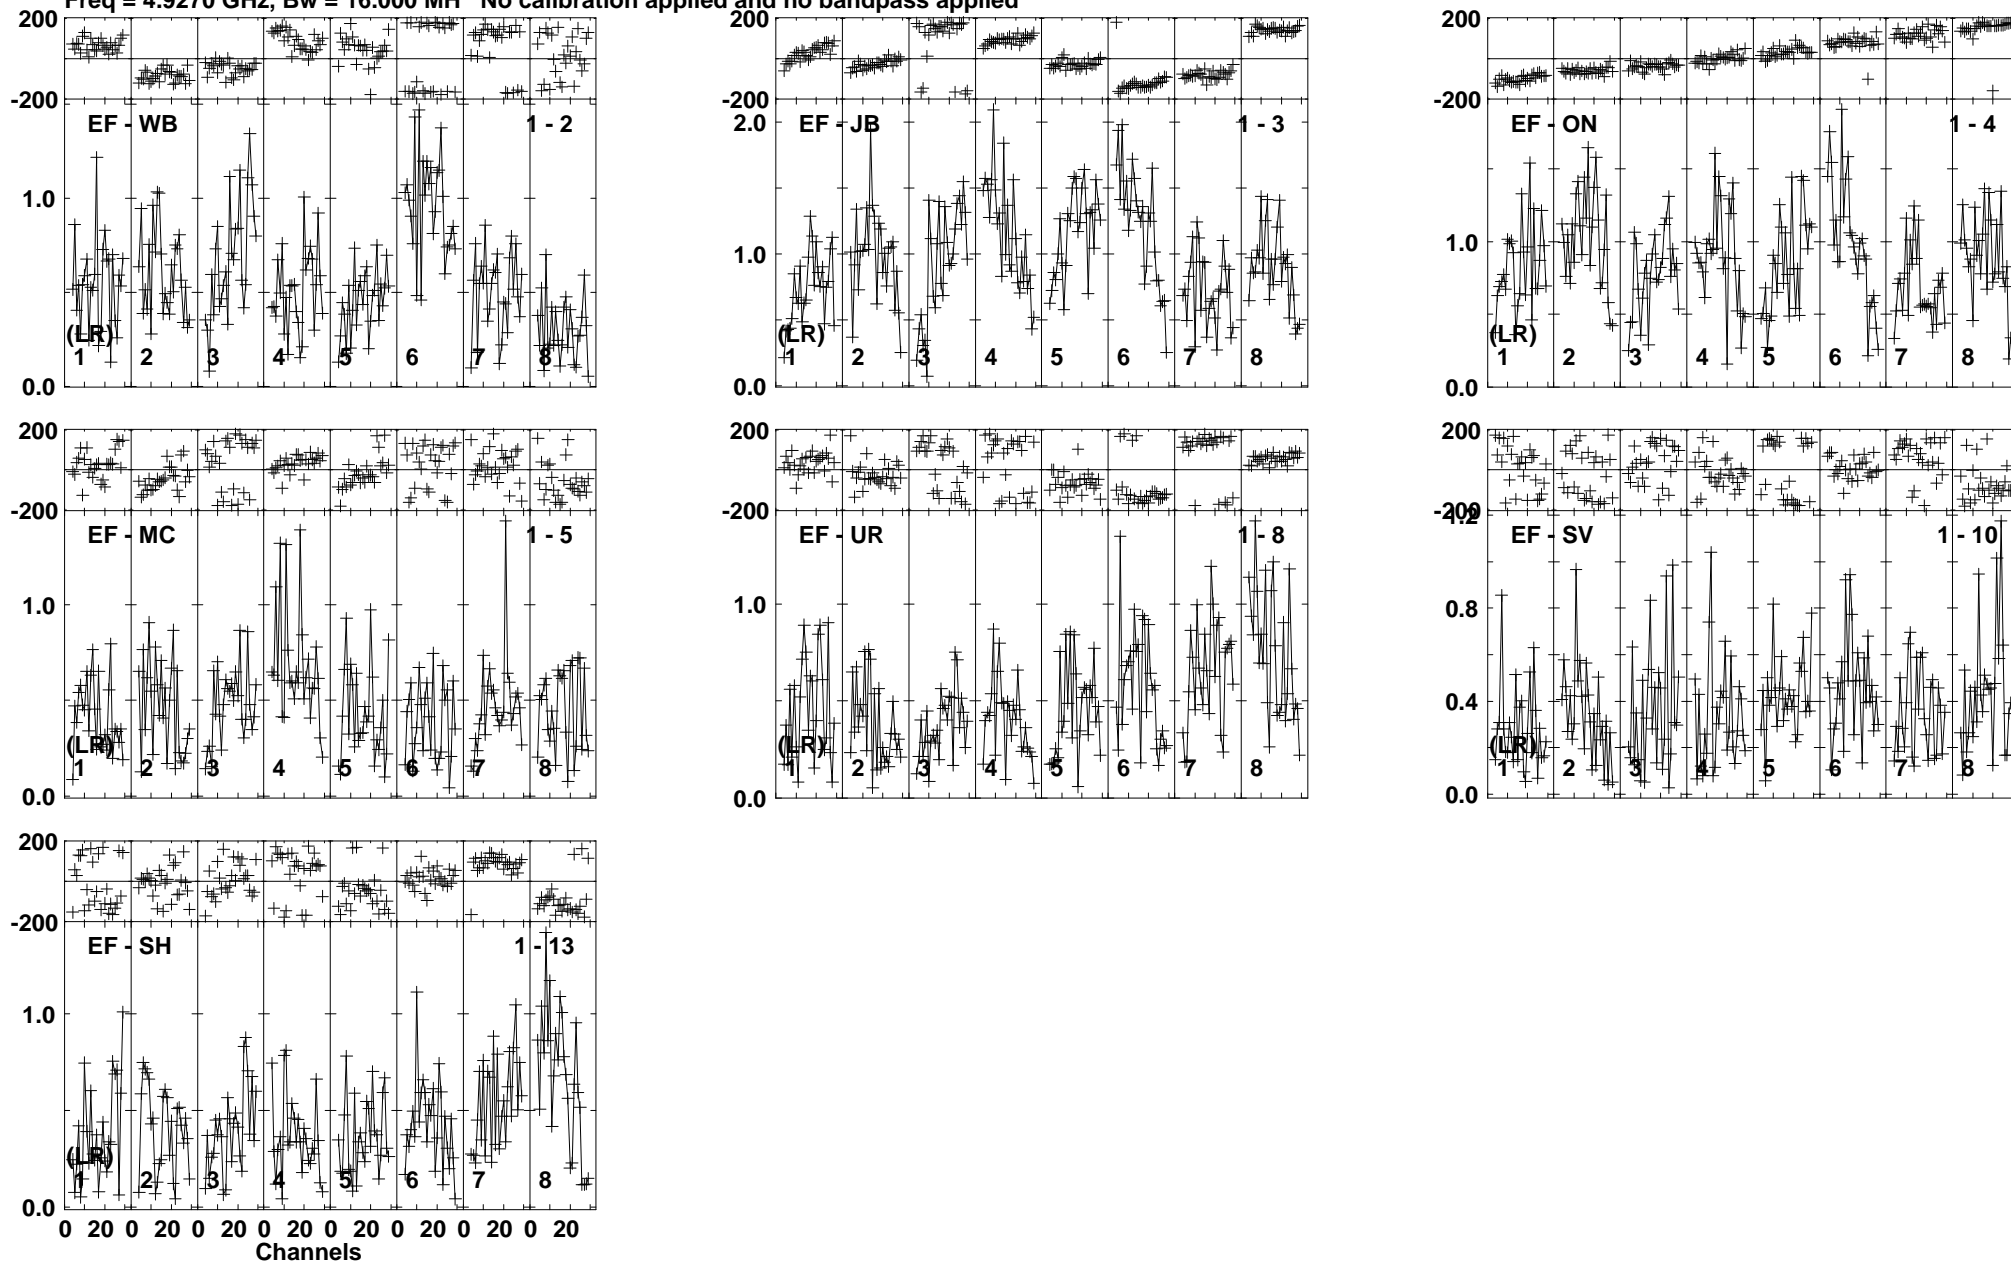 Freq = 4.9270 GHz, Bw = 16.000 MH No calibration applied and no bandpass applied
200
-200
EF - WB 1 - 2
1.0
(LR)
1 2 3 4 5 6 7 8
0.0
200
-200
EF - JB 1 - 3
2.0
1.0
(LR)
1 2 3 4 5 6 7 8
0.0
200
-200
EF - ON 1 - 4
1.0
(LR)
1 2 3 4 5 6 7 8
0.0
200
-200
EF - MC 1 - 5
1.0
(LR)
1 2 3 4 5 6 7 8
0.0
200
-200
EF - UR 1 - 8
1.0
(LR)
1 2 3 4 5 6 7 8
0.0
200
-200
1.2
EF - SV 1 - 10
0.8
0.4
(LR)
1 2 3 4 5 6 7 8
0.0
200
-200
EF - SH 1 - 13
1.0
(LR)
1 2 3 4 5 6 7 8
0.0
0 20 0 20 0 20 0 20 0 20 0 20 0 20 0 20
Channels